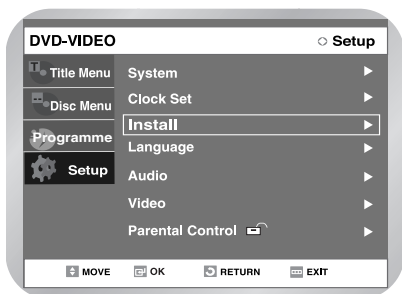 DVD-VIDEO Setup
Title Menu
Disc Menu
Programme
Setup
System
Clock Set
Install
Language
Audio
Video
Parental Control
MOVE OK RETURN EXIT